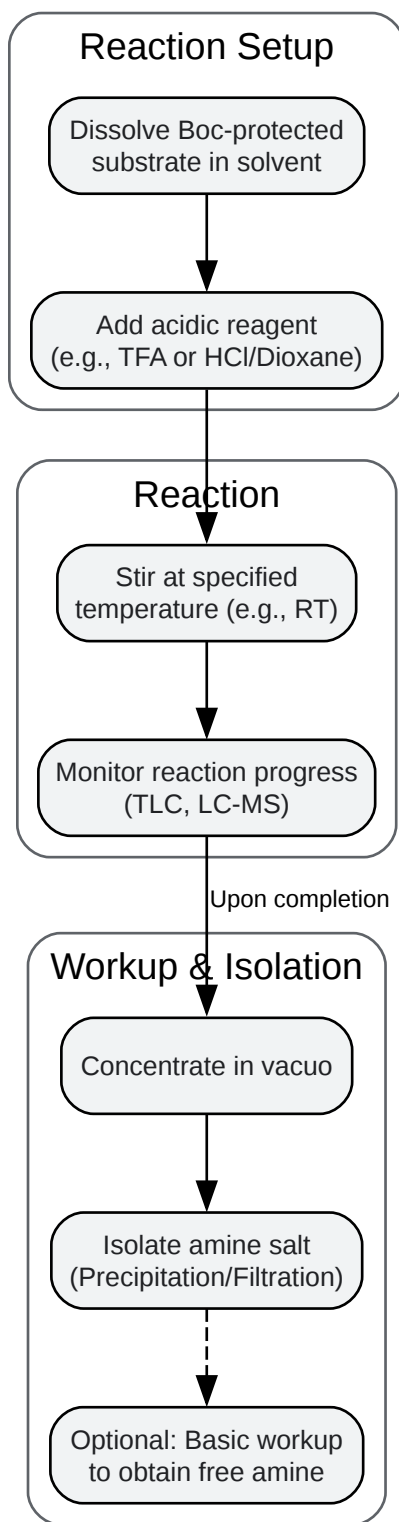 Reaction Setup
Dissolve Boc-protected
substrate in solvent
Add acidic reagent
(e.g., TFA or HCl/Dioxane)
Reaction
Stir at specified
temperature (e.g., RT)
Monitor reaction progress
(TLC, LC-MS)
Upon completion
Workup & Isolation
Concentrate in vacuo
Isolate amine salt
(Precipitation/Filtration)
Optional: Basic workup
to obtain free amine